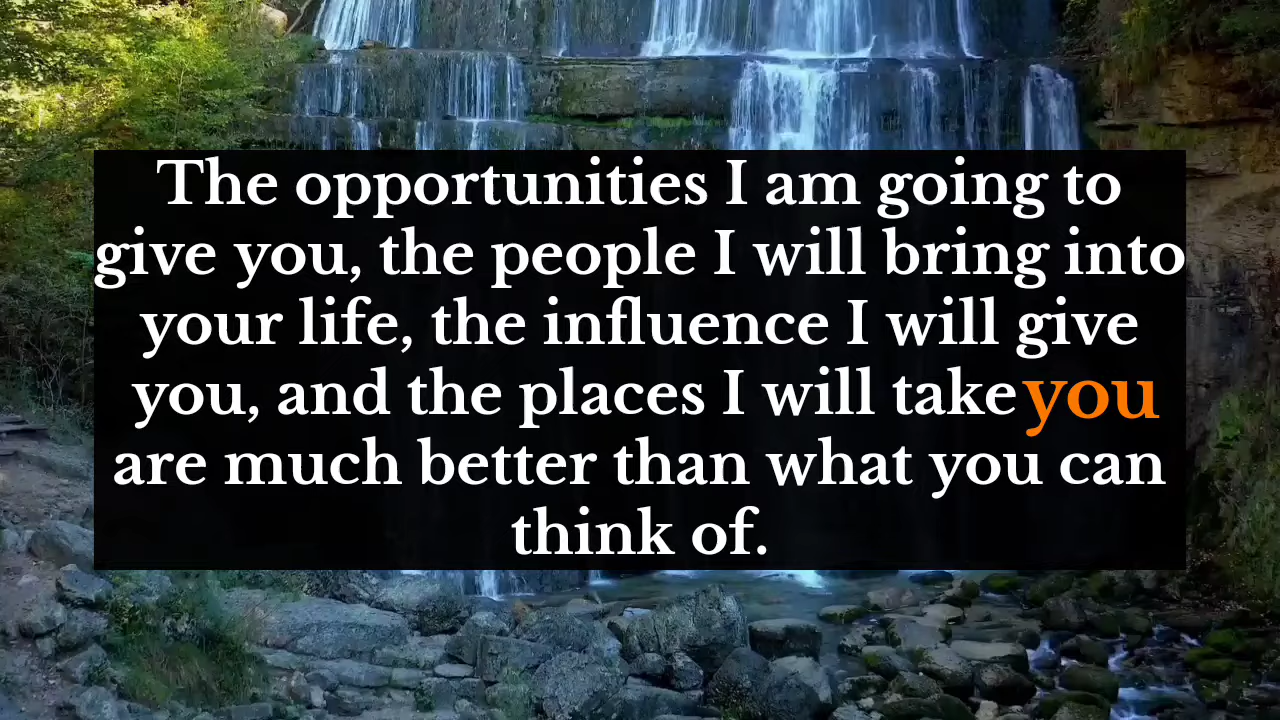 The opportunities I am going to
give you, the people I will bring into
your life, the influence I will give
you, and the places I will take you
are much better than what you can
think of.